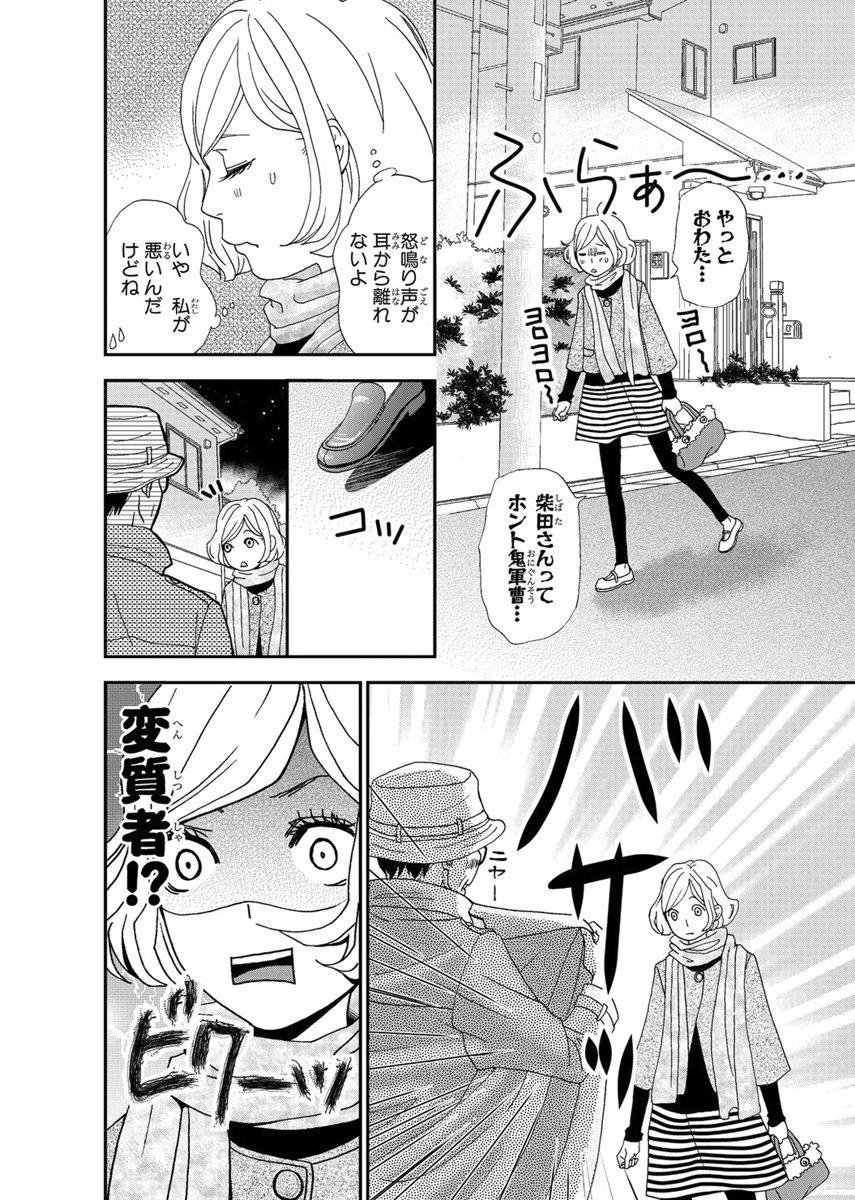 ふらぁ〜…
やっと
おわた…
ヨロ〜
ヨロヨロ〜
柴田さんって
ホント鬼軍曹…
怒鳴り声が
耳から離れ
ないよ
いや 私が
悪いんだ
けどね
コツ
バサッ
ニヤー
変質者!?
ビクーッ